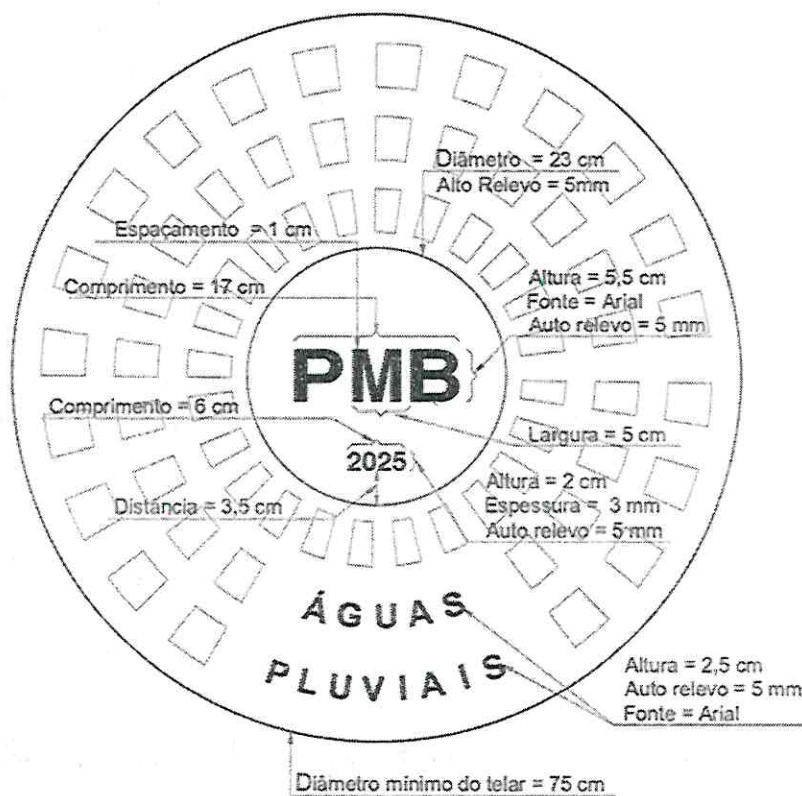 Diâmetro = 23 cm
Alto Relevo = 5mm
Espaçamento = 1 cm
Comprimento = 17 cm
Altura = 5,5 cm
Fonte = Arial
Auto relevo = 5 mm
PMB
Comprimento = 6 cm
Largura = 5 cm
2025
Altura = 2 cm
Espessura = 3 mm
Auto relevo = 5 mm
Distância = 3,5 cm
ÁGUAS
PLUVIAIS
Altura = 2,5 cm
Auto relevo = 5 mm
Fonte = Arial
Diâmetro mínimo do telar = 75 cm